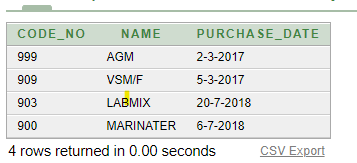 CODE_NO NAME PURCHASE_DATE
999 AGM 2-3-2017
909 VSM/F 5-3-2017
903 LABMIX 20-7-2018
900 MARINATER 6-7-2018
4 rows returned in 0.00 seconds CSV Export